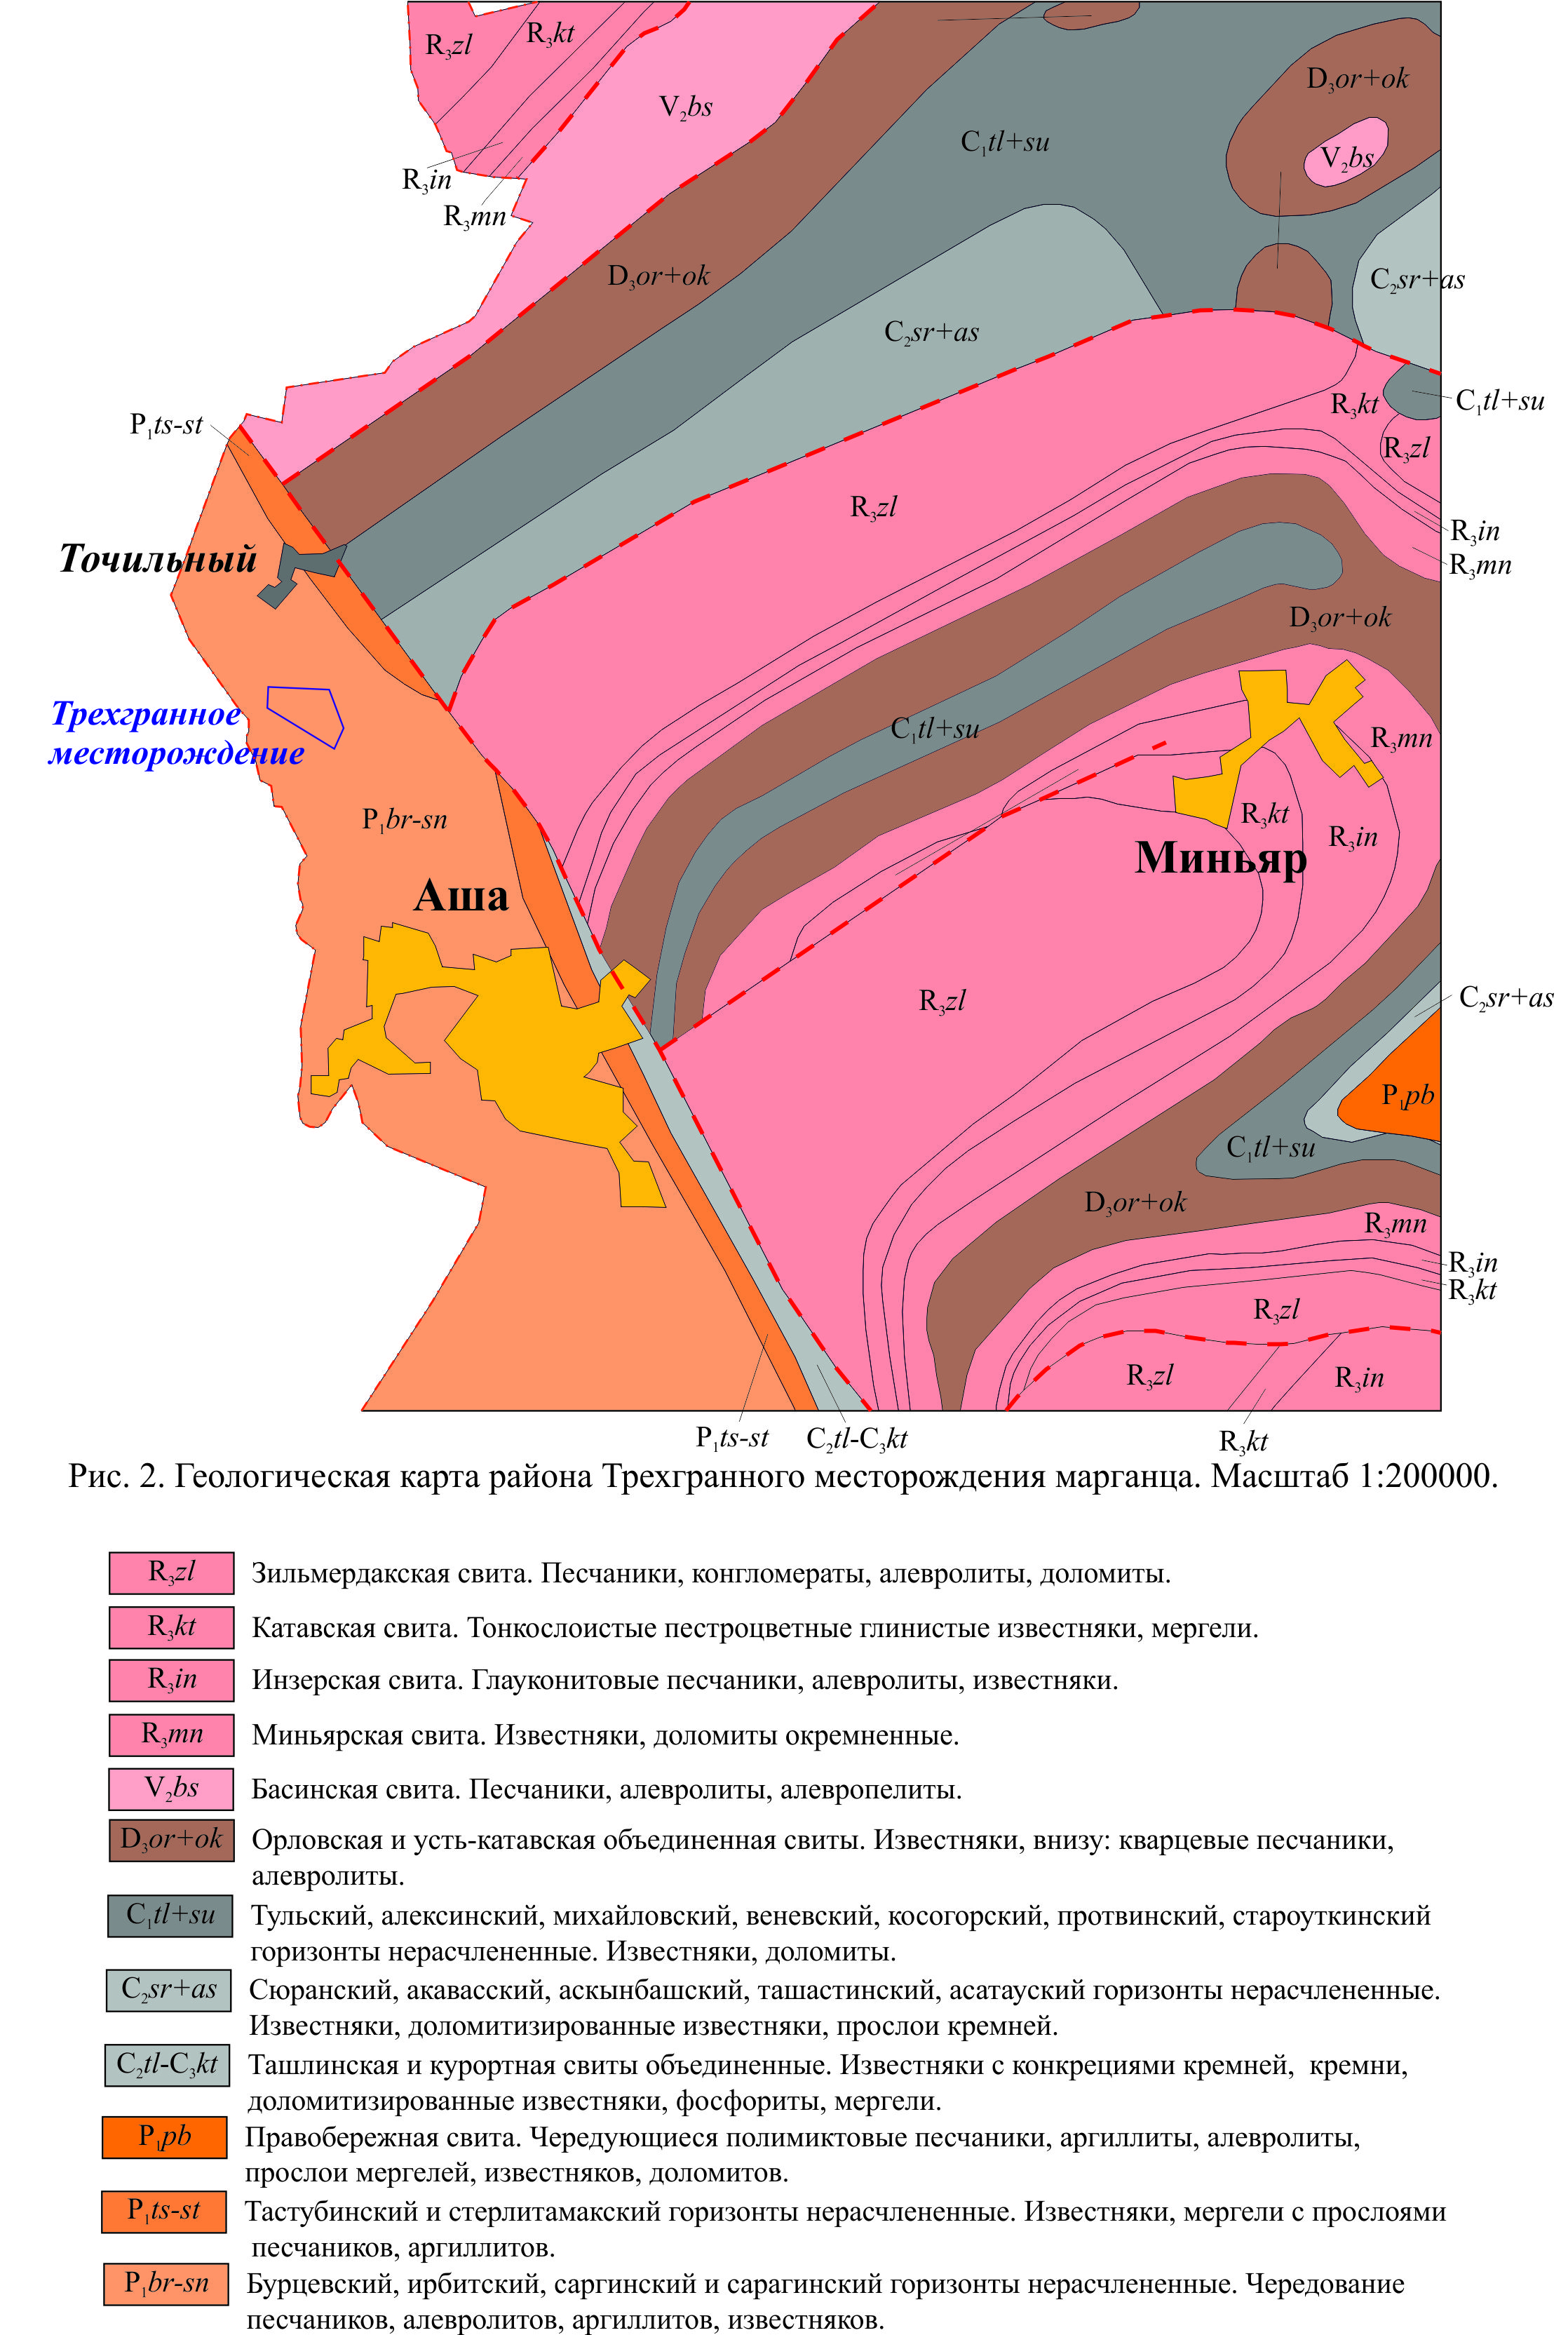 R3zl
R3kt
V2bs
R3in
R3mn
D3or+ok
C1tl+su
D3or+ok
V2bs
D3or+ok
C2sr+as
C2sr+as
P1ts-st
R3kt
C1tl+su
R3zl
R3zl
R3in
R3mn
Точильный
D3or+ok
Трехгранное
месторождение
C1tl+su
R3mn
P1br-sn
R3kt
R3in
Миньяр
Аша
R3zl
C2sr+as
P1pb
C1tl+su
D3or+ok
R3mn
R3in
R3kt
R3zl
R3zl
R3in
P1ts-st
C2tl-C3kt
R3kt
Рис. 2. Геологическая карта района Трехгранного месторождения марганца. Масштаб 1:200000.
R3zl Зильмердакская свита. Песчаники, конгломераты, алевролиты, доломиты.
R3kt Катавская свита. Тонкослоистые пестроцветные глинистые известняки, мергели.
R3in Инзерская свита. Глауконитовые песчаники, алевролиты, известняки.
R3mn Миньярская свита. Известняки, доломиты окремненные.
V2bs Басинская свита. Песчаники, алевролиты, алевропелиты.
D3or+ok Орловская и усть-катавская объединенная свиты. Известняки, внизу: кварцевые песчаники,
алевролиты.
C1tl+su Тульский, алексинский, михайловский, веневский, косогорский, протвинский, староуткинский
горизонты нерасчлененные. Известняки, доломиты.
C2sr+as Сюранский, акавасский, аскынбашский, ташастинский, асатауский горизонты нерасчлененные.
Известняки, доломитизированные известняки, прослои кремней.
C2tl-C3kt Ташлинская и курортная свиты объединенные. Известняки с конкрециями кремней, кремни,
доломитизированные известняки, фосфориты, мергели.
P1pb Правобережная свита. Чередующиеся полимиктовые песчаники, аргиллиты, алевролиты,
прослои мергелей, известняков, доломитов.
P1ts-st Тастубинский и стерлитамакский горизонты нерасчлененные. Известняки, мергели с прослоями
песчаников, аргиллитов.
P1br-sn Бурцевский, ирбитский, саргинский и сарагинский горизонты нерасчлененные. Чередование
песчаников, алевролитов, аргиллитов, известняков.